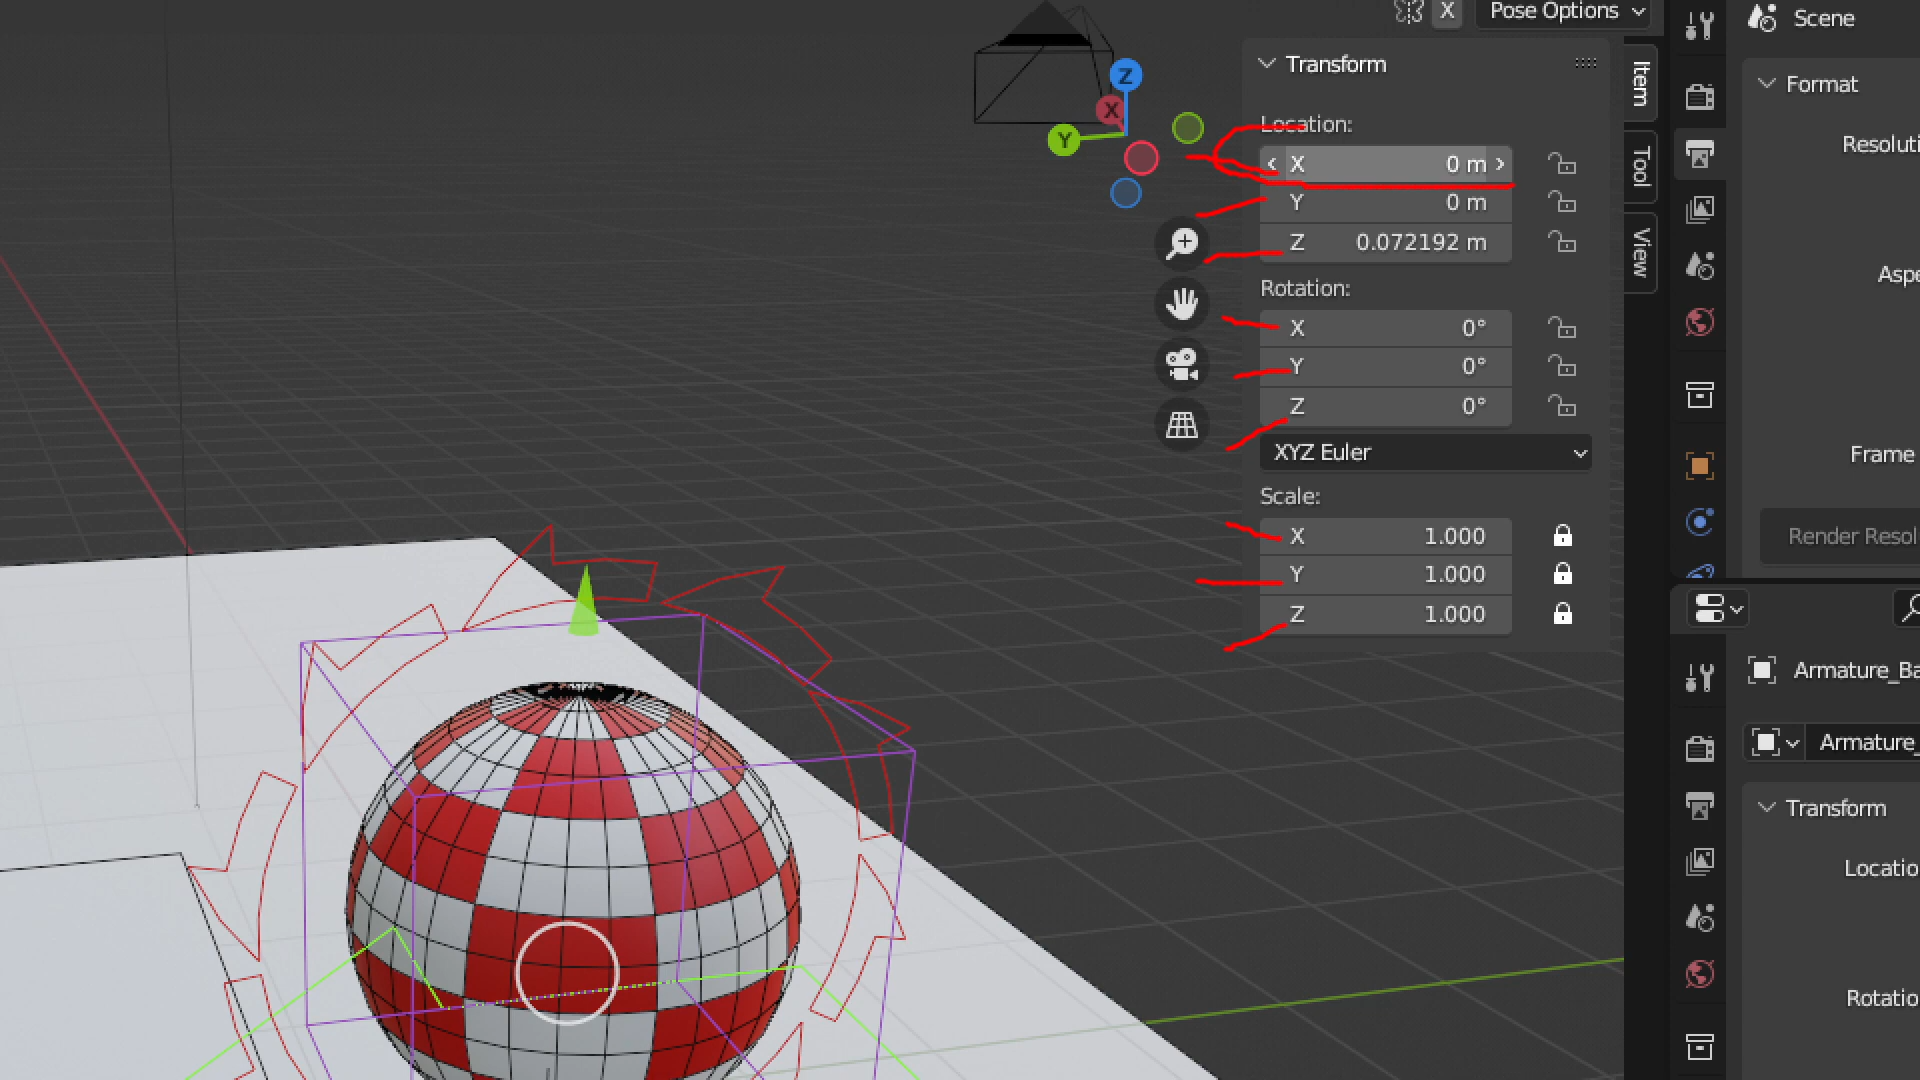 X
Pose Options
Scene
Transform
Item
Format
Location:
Resoluti
X 0 m
Tool
Y 0 m
Z 0.072192 m
View
Aspe
Rotation:
X 0°
Y 0°
Z 0°
XYZ Euler
Frame
Scale:
X 1.000
Render Resol
Y 1.000
Z 1.000
Armature_Ba
Armature_
Transform
Locatio
Rotatio
Z
X
Y